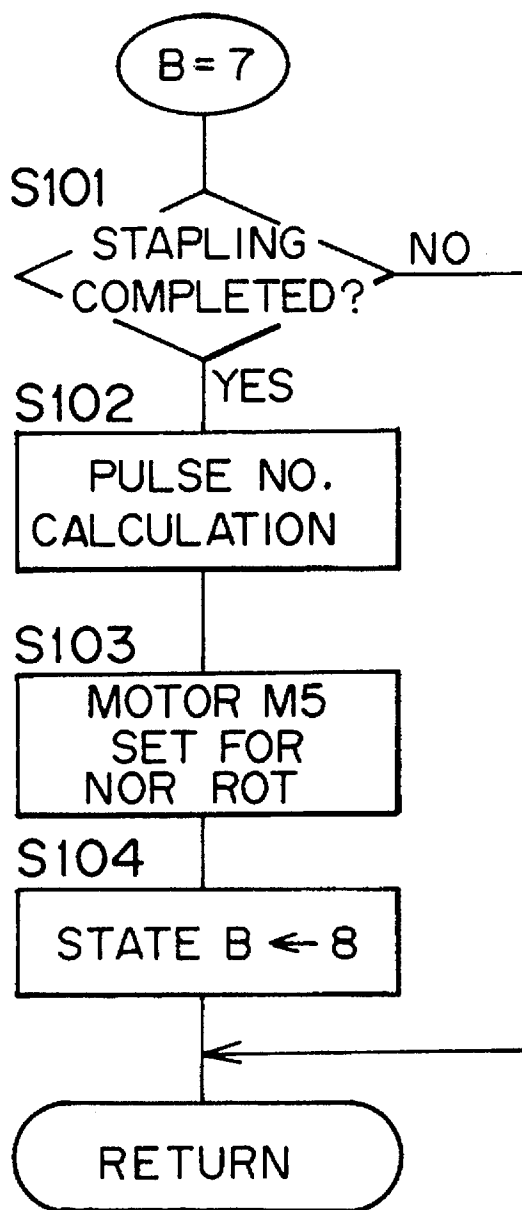 B = 7
S101
STAPLING
COMPLETED?
NO
YES
S102
PULSE NO.
CALCULATION
S103
MOTOR M5
SET FOR
NOR ROT
S104
STATE B ← 8
RETURN